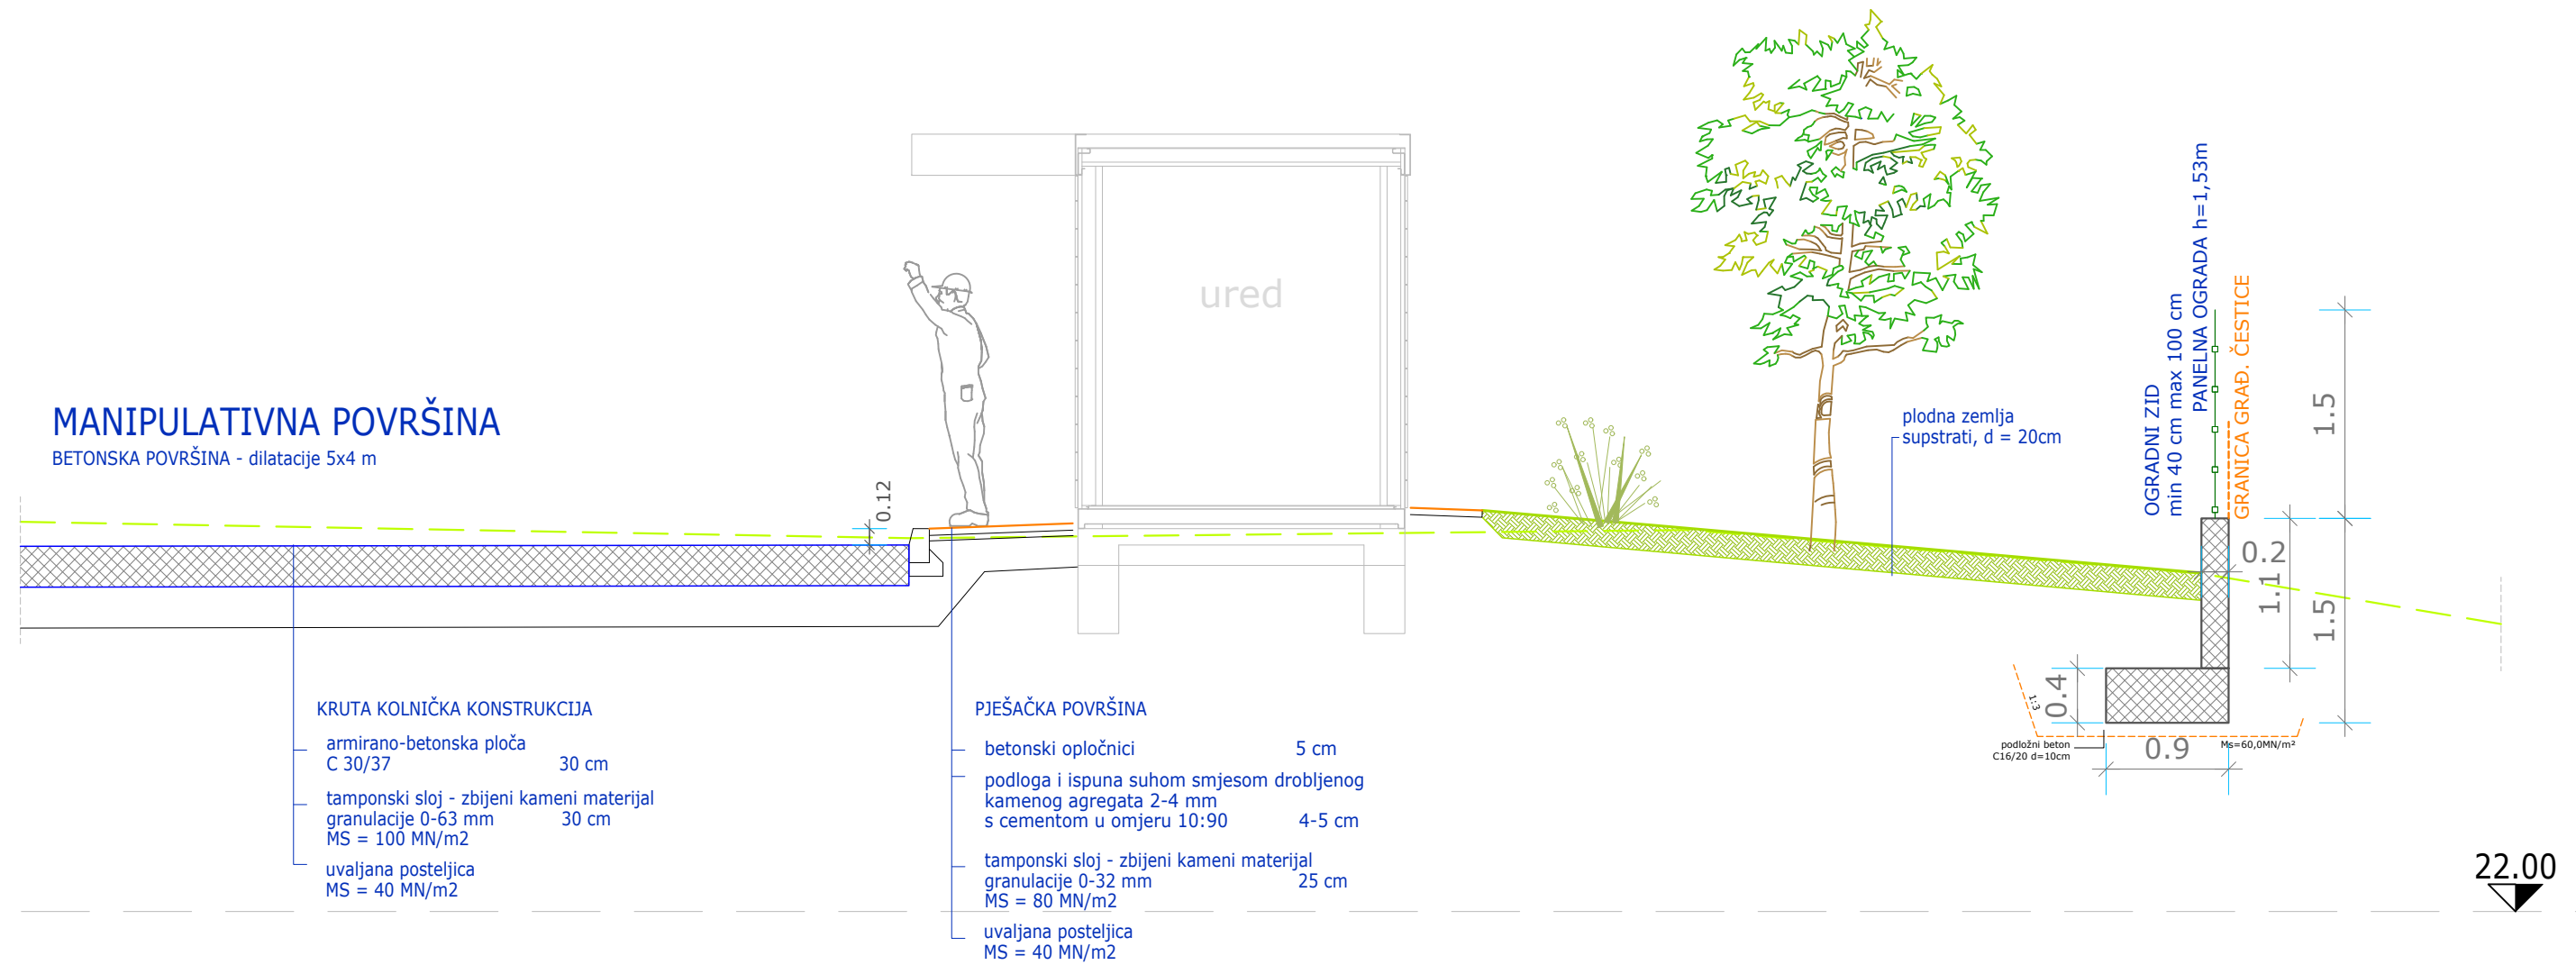 MANIPULATIVNA POVRŠINA
BETONSKA POVRŠINA - dilatacije 5x4 m
0.12
ured
plodna zemlja
supstrati, d = 20cm
OGRADNI ZID
min 40 cm max 100 cm
PANELNA OGRADA h=1,53m
GRANICA GRAĐ. ČESTICE
1.5
0.2
1.1
1.5
0.4
1:3
0.9
podložni beton
C16/20 d=10cm
Ms=60,0MN/m²
KRUTA KOLNIČKA KONSTRUKCIJA
armirano-betonska ploča
C 30/37 30 cm
tamponski sloj - zbijeni kameni materijal
granulacije 0-63 mm 30 cm
MS = 100 MN/m2
uvaljana posteljica
MS = 40 MN/m2
PJEŠAČKA POVRŠINA
betonski opločnici 5 cm
podloga i ispuna suhom smjesom drobljenog
kamenog agregata 2-4 mm
s cementom u omjeru 10:90 4-5 cm
tamponski sloj - zbijeni kameni materijal
granulacije 0-32 mm 25 cm
MS = 80 MN/m2
uvaljana posteljica
MS = 40 MN/m2
22.00